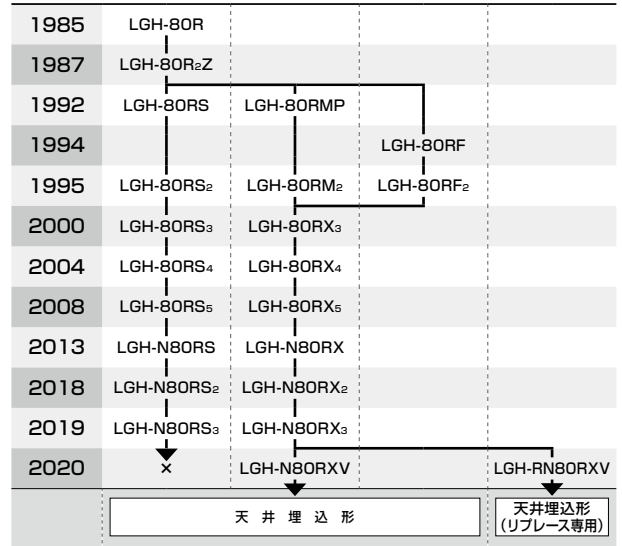 1985 LGH-80R
1987 LGH-80R₂Z
1992 LGH-80RS LGH-80RMP
1994 LGH-80RF
1995 LGH-80RS₂ LGH-80RM₂ LGH-80RF₂
2000 LGH-80RS₃ LGH-80RX₃
2004 LGH-80RS₄ LGH-80RX₄
2008 LGH-80RS₅ LGH-80RX₅
2013 LGH-N80RS LGH-N80RX
2018 LGH-N80RS₂ LGH-N80RX₂
2019 LGH-N80RS₃ LGH-N80RX₃
2020 × LGH-N80RXV LGH-RN80RXV
天井埋込形 天井埋込形
(リプレース専用)